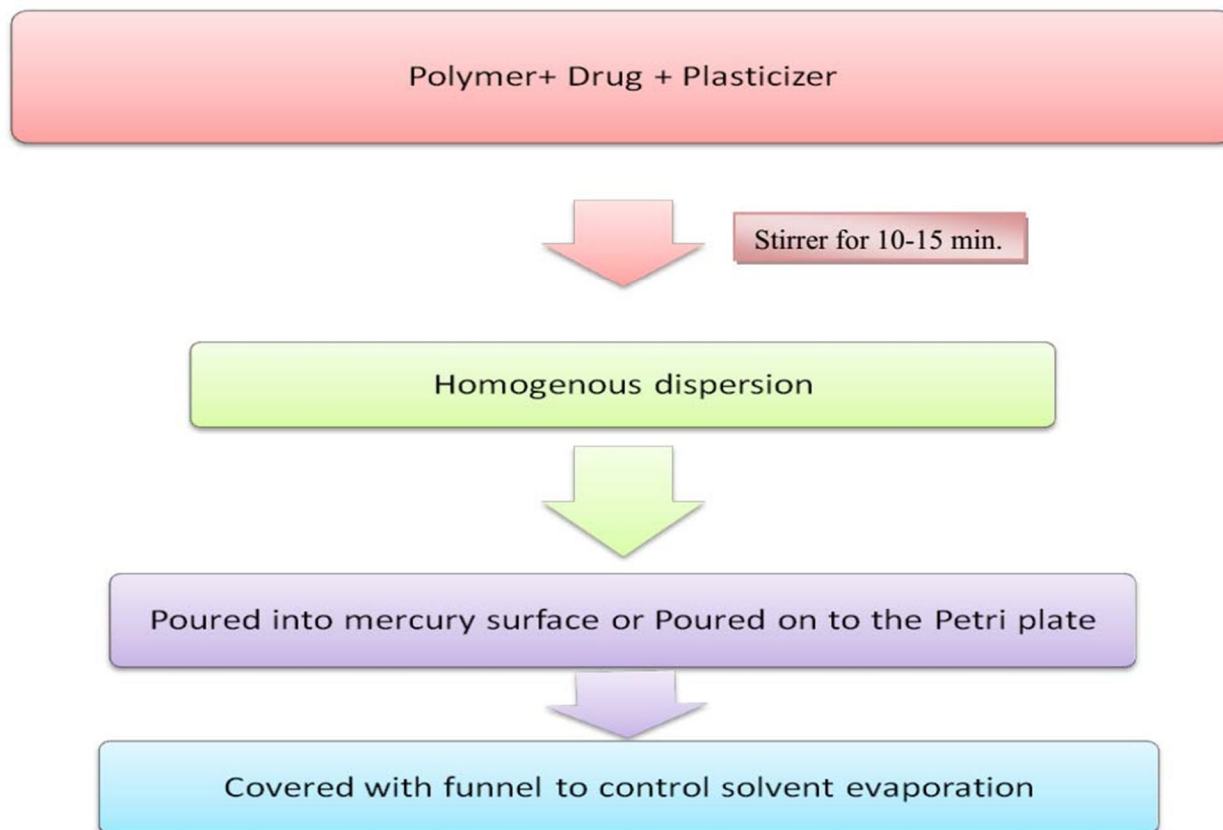 Polymer+ Drug + Plasticizer
Stirrer for 10-15 min.
Homogenous dispersion
Poured into mercury surface or Poured on to the Petri plate
Covered with funnel to control solvent evaporation